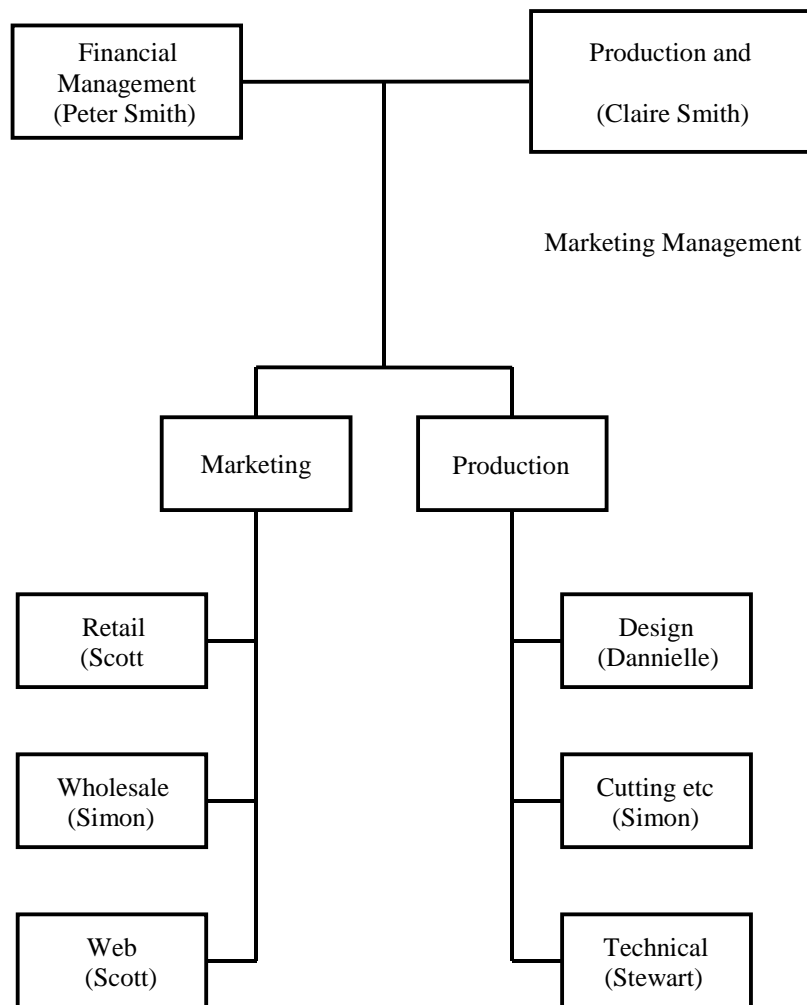 Financial
Management
(Peter Smith)
Production and
(Claire Smith)
Marketing Management
Marketing
Production
Retail
(Scott
Design
(Dannielle)
Wholesale
(Simon)
Cutting etc
(Simon)
Web
(Scott)
Technical
(Stewart)